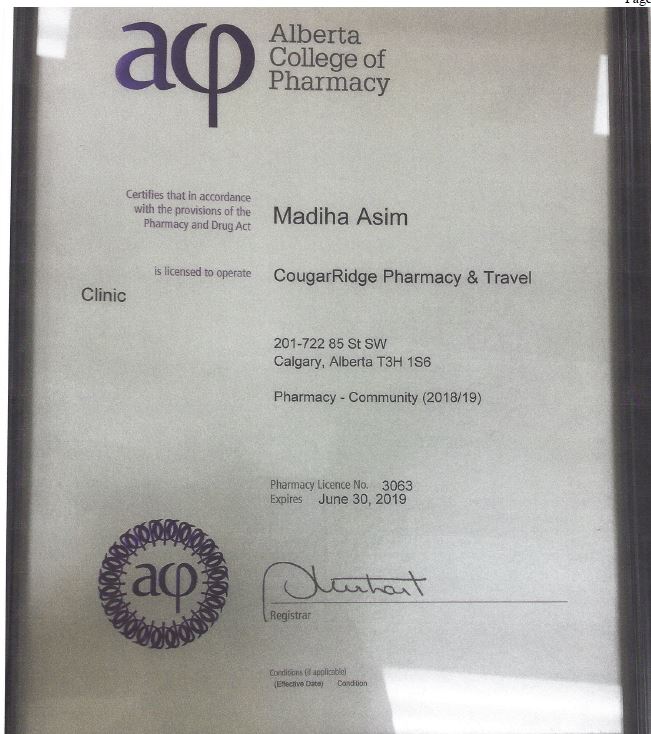 Page
acp
Alberta
College of
Pharmacy
Certifies that in accordance
with the provisions of the
Pharmacy and Drug Act
Madiha Asim
is licensed to operate
CougarRidge Pharmacy & Travel
Clinic
201-722 85 St SW
Calgary, Alberta T3H 1S6
Pharmacy - Community (2018/19)
Pharmacy Licence No. 3063
Expires June 30, 2019
acp
Registrar
Conditions (if applicable)
(Effective Date) Condition